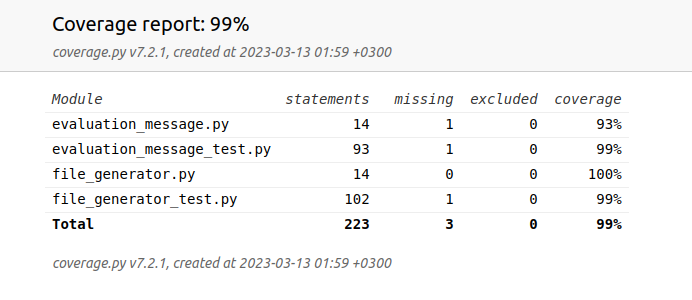 Coverage report: 99%
coverage.py v7.2.1, created at 2023-03-13 01:59 +0300
Module statements missing excluded coverage
evaluation_message.py 14 1 0 93%
evaluation_message_test.py 93 1 0 99%
file_generator.py 14 0 0 100%
file_generator_test.py 102 1 0 99%
Total 223 3 0 99%
coverage.py v7.2.1, created at 2023-03-13 01:59 +0300